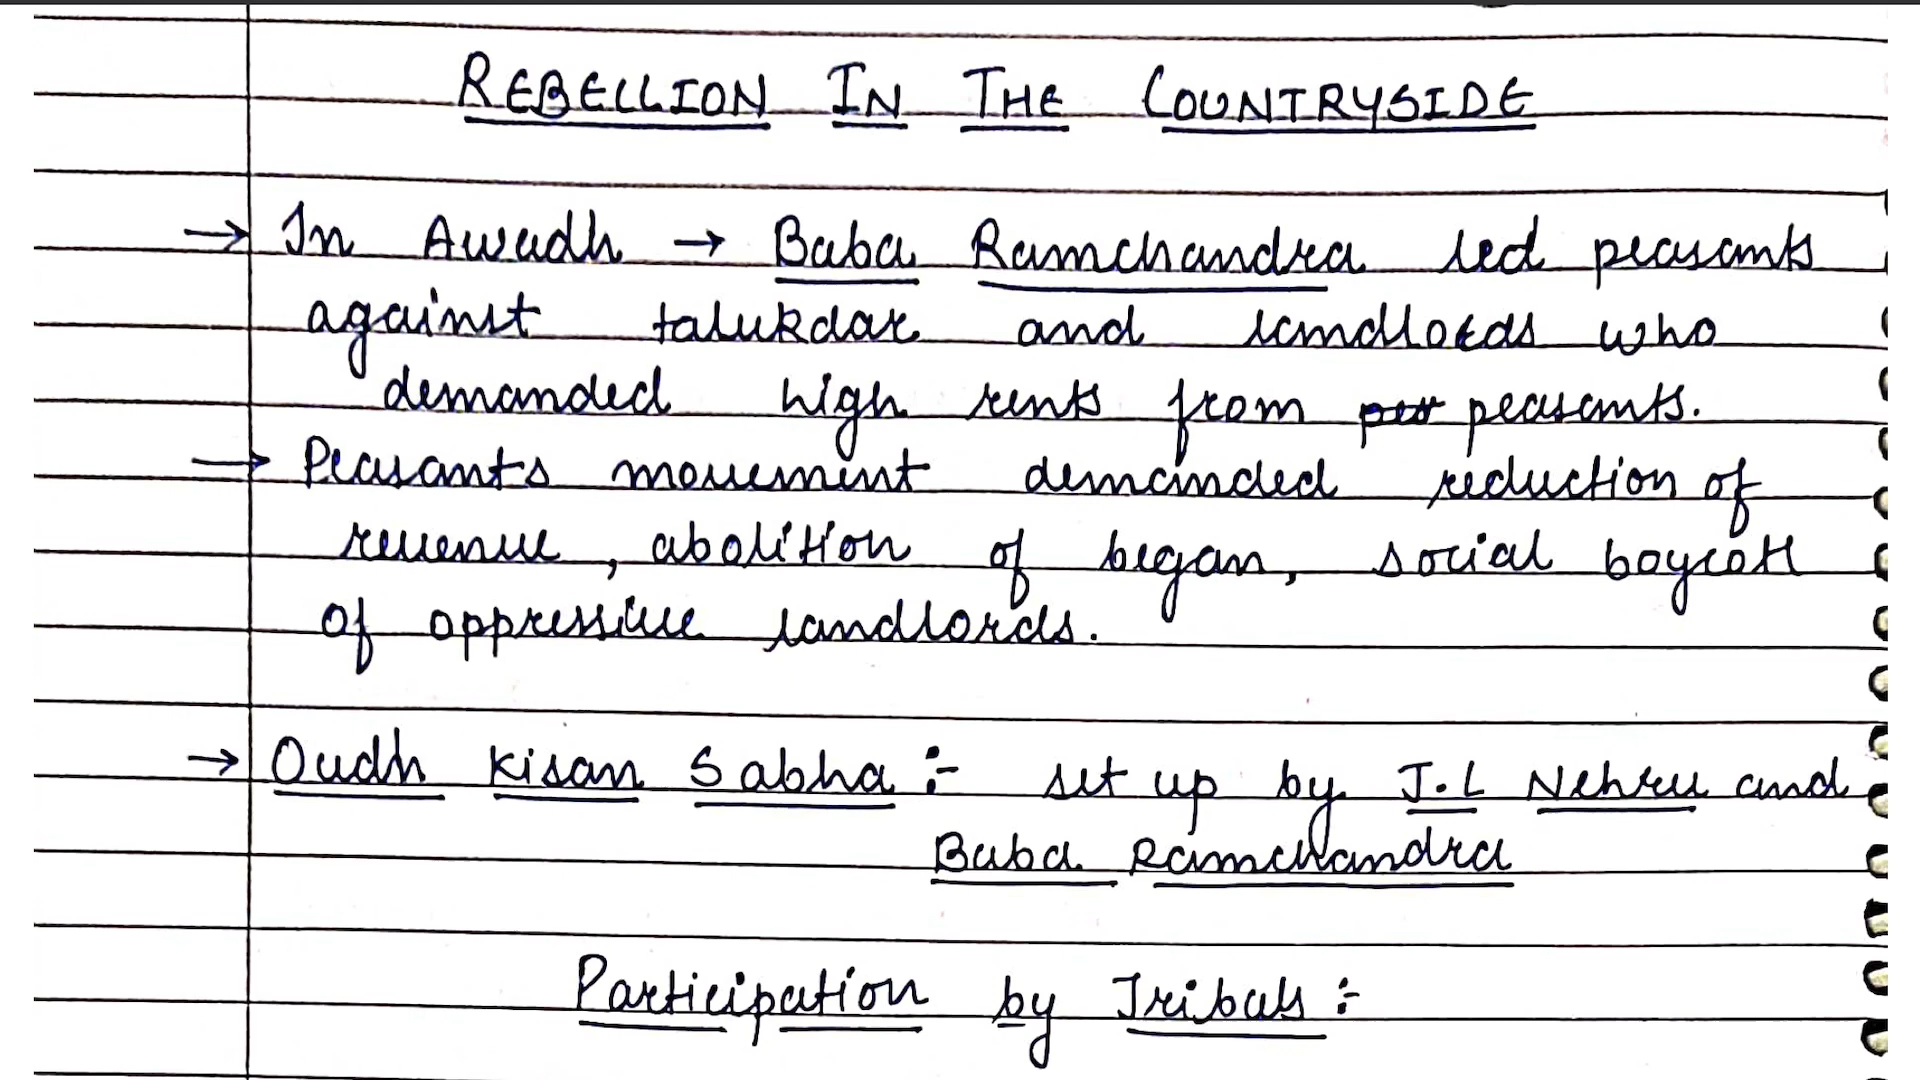 REBELLION IN THE COUNTRYSIDE
→ In Awadh → Baba Ramchandra led peasants
against talukdar and landlords who
demanded high rents from peasants.
→ Peasants movement demanded reduction of
revenue, abolition of began, social boycott
of oppressive landlords.
→ Oudh Kisan Sabha :- set up by J.L Nehru and
Baba Ramchandra
Participation by Tribals :-